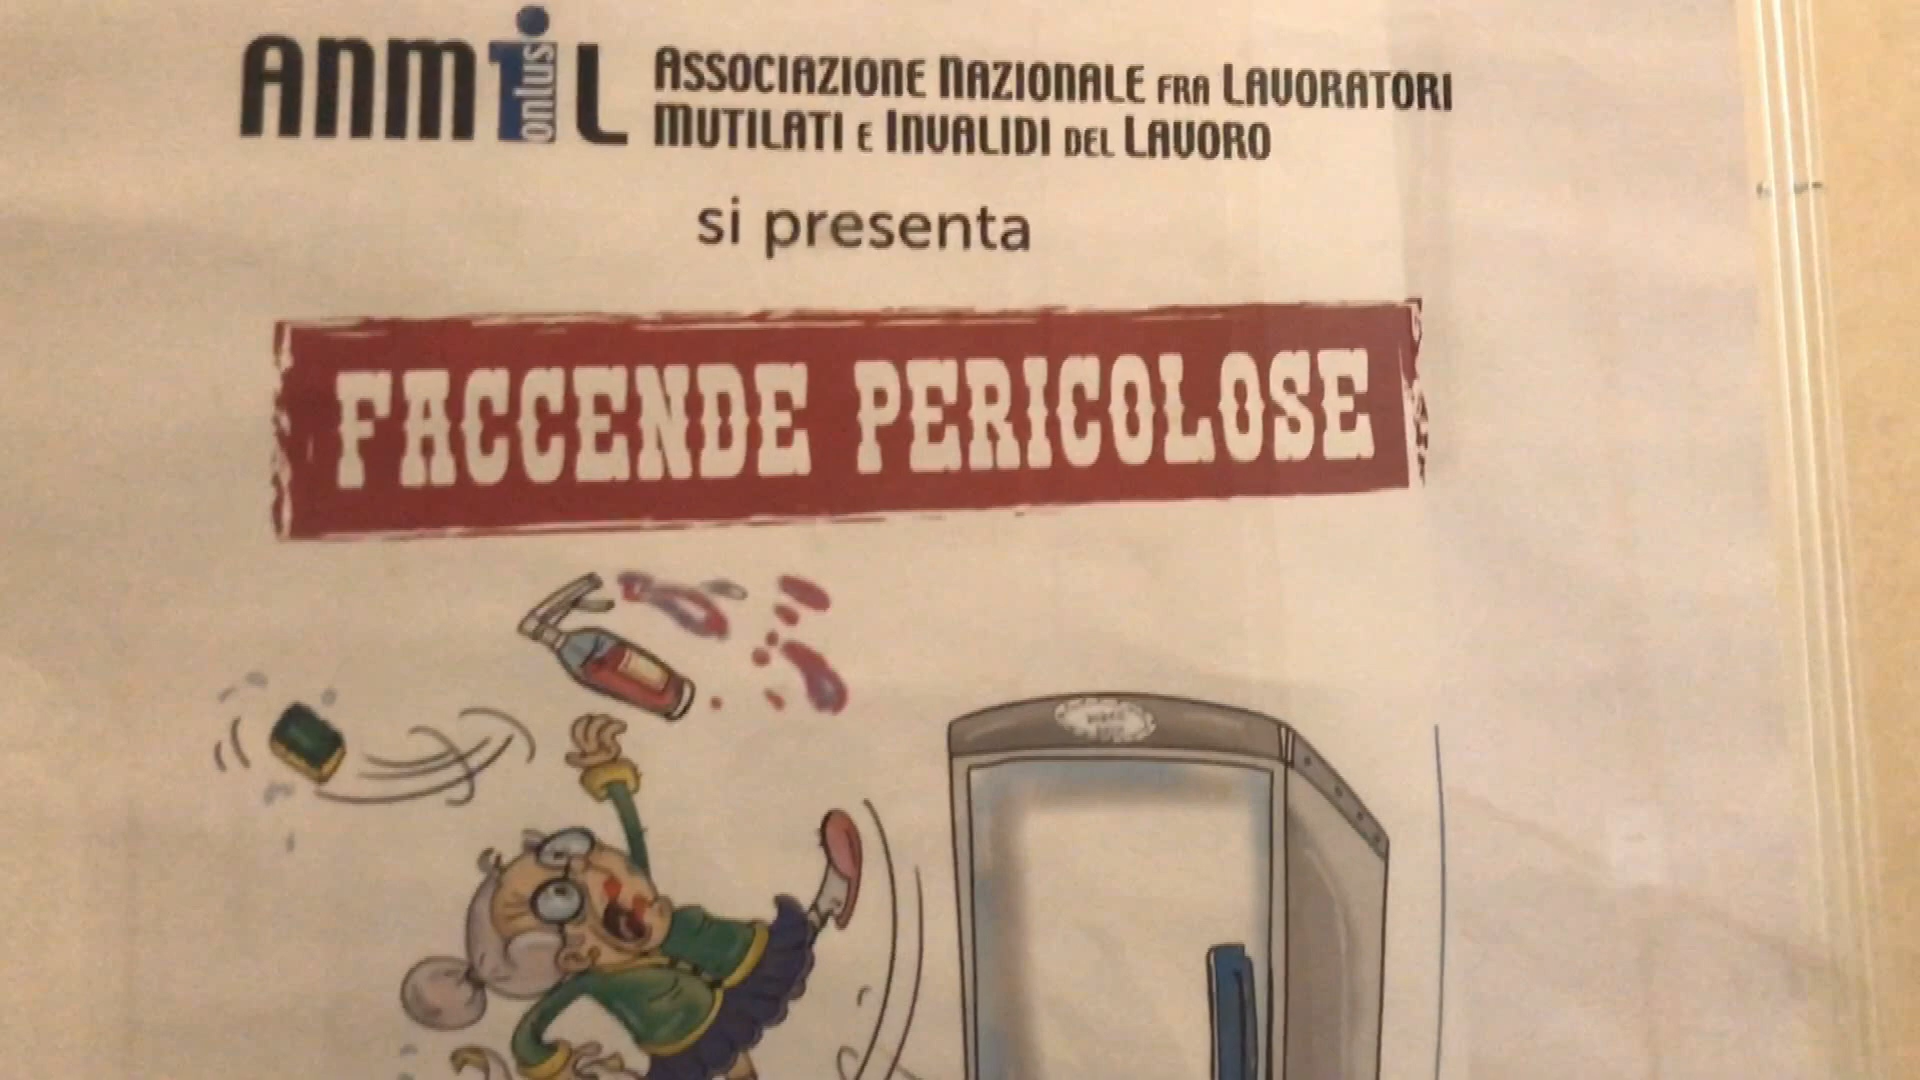 ANMIL onlus
ASSOCIAZIONE NAZIONALE FRA LAVORATORI
MUTILATI E INVALIDI DEL LAVORO
si presenta
FACCENDE PERICOLOSE